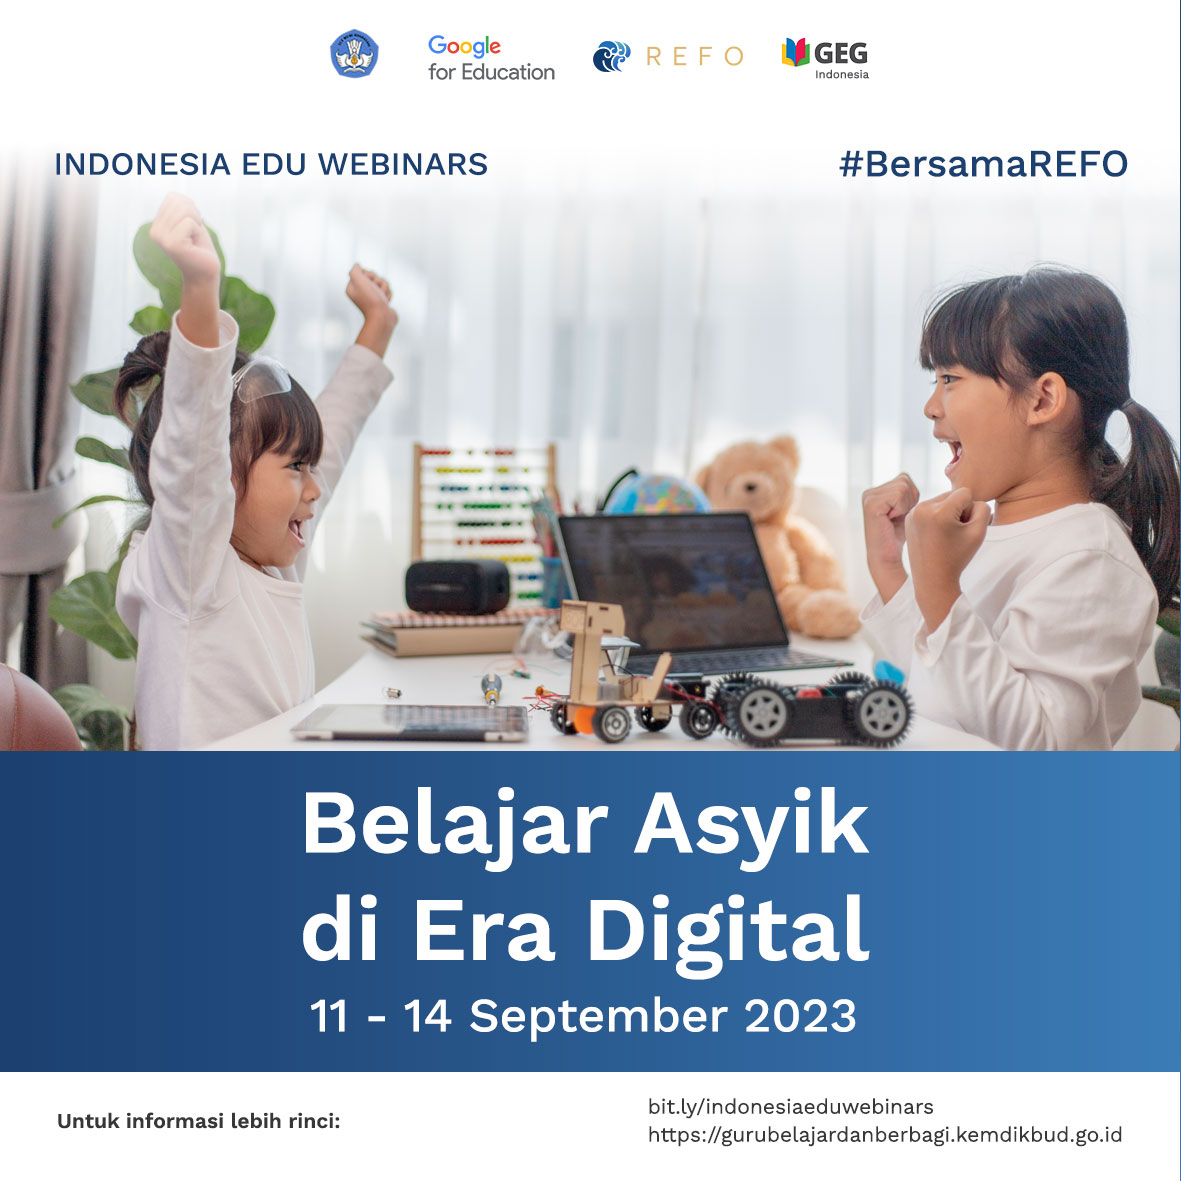 Google
for Education
REFO
GEG
Indonesia
INDONESIA EDU WEBINARS
#BersamaREFO
Belajar Asyik
di Era Digital
11 - 14 September 2023
Untuk informasi lebih rinci:
bit.ly/indonesiaeduwebinars
https://gurubelajardanberbagi.kemdikbud.go.id